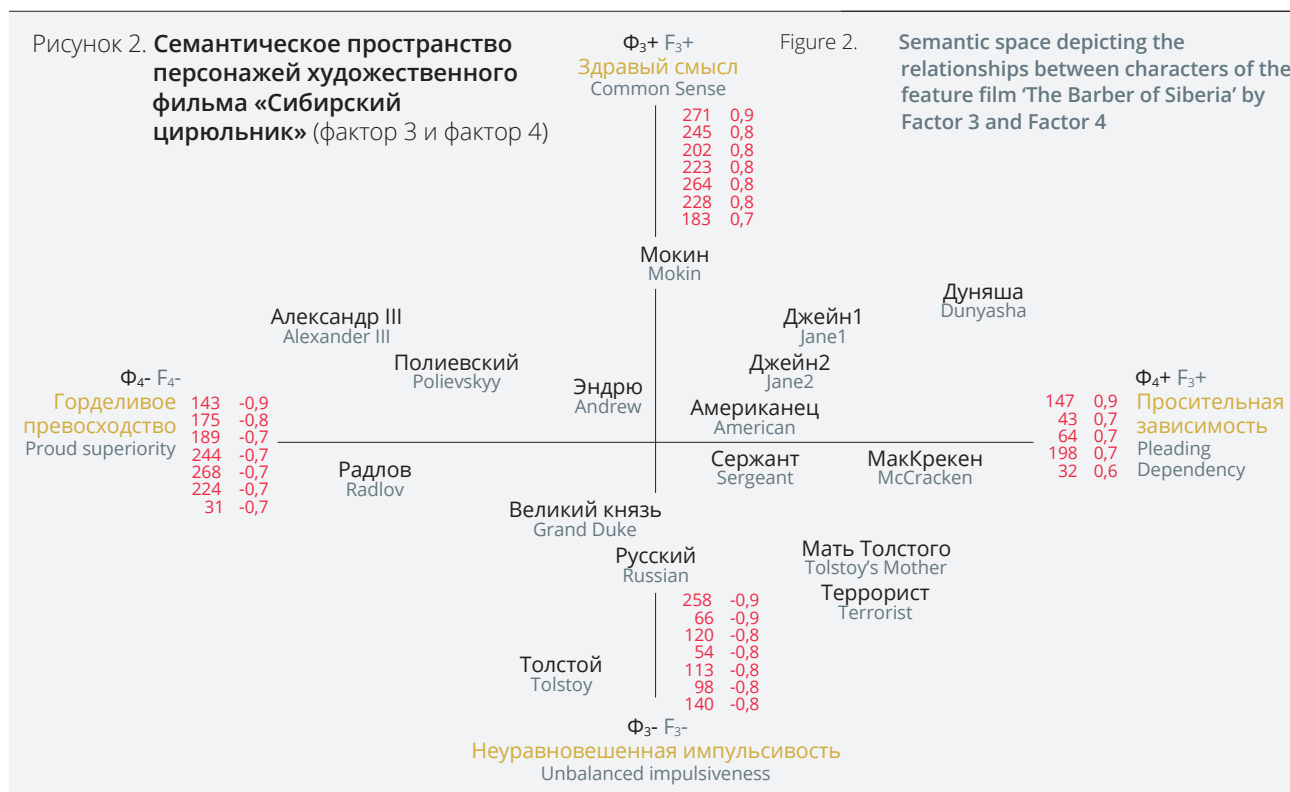 Рисунок 2. Семантическое пространство
персонажей художественного
фильма «Сибирский
цирюльник» (фактор 3 и фактор 4)
Figure 2. Semantic space depicting the
relationships between characters of the
feature film ‘The Barber of Siberia’ by
Factor 3 and Factor 4
Ф₃+ F₃+
Здравый смысл
Common Sense
271 0,9
245 0,8
202 0,8
223 0,8
264 0,8
228 0,8
183 0,7
Мокин
Mokin
Дуняша
Dunyasha
Александр III
Alexander III
Джейн1
Jane1
Полиевский
Polievskyy
Джейн2
Jane2
Эндрю
Andrew
Американец
American
Ф₄- F₄-
Горделивое
превосходство
Proud superiority
143 -0,9
175 -0,8
189 -0,7
244 -0,7
268 -0,7
224 -0,7
31 -0,7
Ф₄+ F₃+
Просительная
зависимость
Pleading
Dependency
147 0,9
43 0,7
64 0,7
198 0,7
32 0,6
Радлов
Radlov
Сержант
Sergeant
МакКрекен
McCracken
Великий князь
Grand Duke
Русский
Russian
Мать Толстого
Tolstoy’s Mother
Террорист
Terrorist
258 -0,9
66 -0,9
120 -0,8
54 -0,8
113 -0,8
98 -0,8
140 -0,8
Толстой
Tolstoy
Ф₃- F₃-
Неуравновешенная импульсивость
Unbalanced impulsiveness